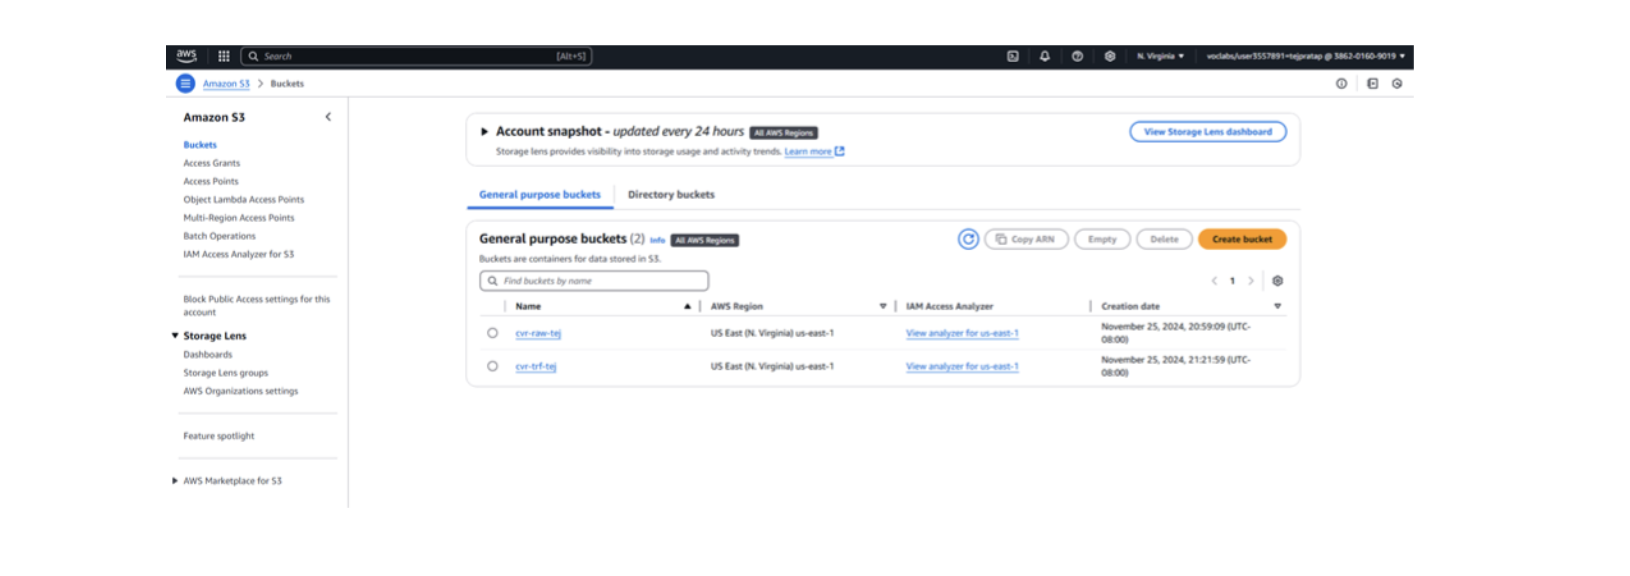 aws Search [Alt+S] N. Virginia voclabs/user3557891=tejpratap @ 3862-0160-9019
Amazon S3 > Buckets
Amazon S3
Buckets
Access Grants
Access Points
Object Lambda Access Points
Multi-Region Access Points
Batch Operations
IAM Access Analyzer for S3
Block Public Access settings for this
account
Storage Lens
Dashboards
Storage Lens groups
AWS Organizations settings
Feature spotlight
AWS Marketplace for S3
Account snapshot - updated every 24 hours All AWS Regions
View Storage Lens dashboard
Storage lens provides visibility into storage usage and activity trends. Learn more
General purpose buckets Directory buckets
General purpose buckets (2) Info All AWS Regions
Copy ARN Empty Delete Create bucket
Buckets are containers for data stored in S3.
Find buckets by name
1
Name AWS Region IAM Access Analyzer Creation date
cvr-raw-tej US East (N. Virginia) us-east-1 View analyzer for us-east-1 November 25, 2024, 20:59:09 (UTC-
08:00)
cvr-trf-tej US East (N. Virginia) us-east-1 View analyzer for us-east-1 November 25, 2024, 21:21:59 (UTC-
08:00)